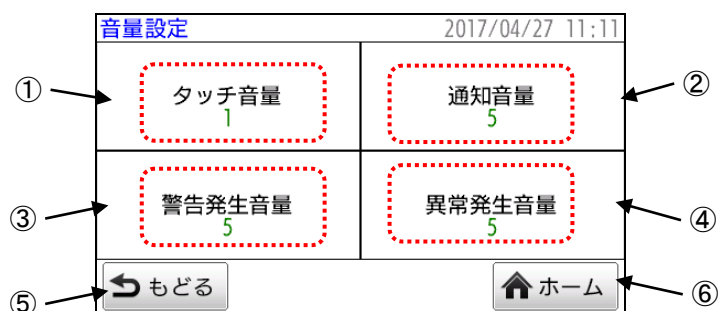 音量設定 2017/04/27 11:11
① タッチ音量 通知音量 ②
1 5
③ 警告発生音量 異常発生音量 ④
5 5
⑤ もどる ホーム ⑥